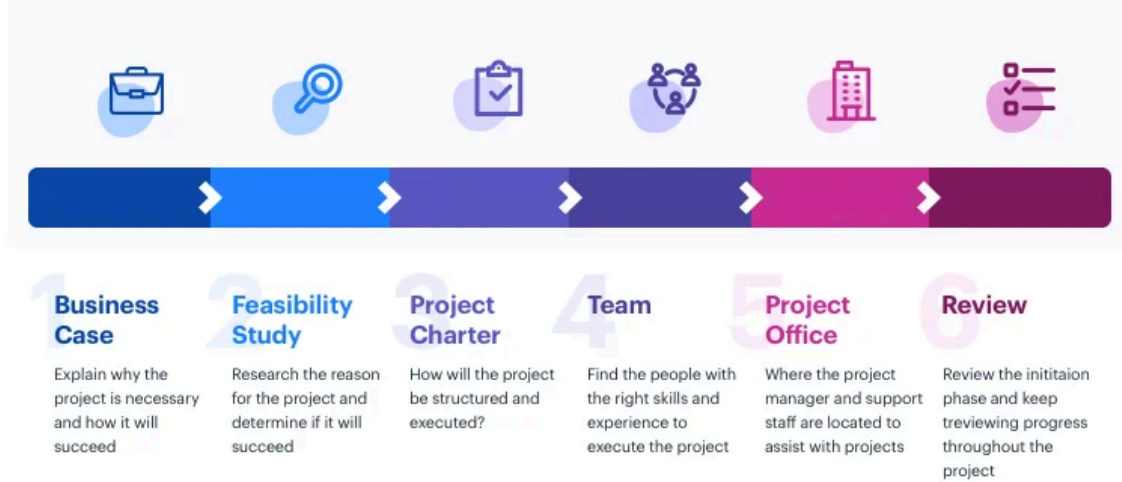 1
Business
Case
Explain why the
project is necessary
and how it will
succeed
2
Feasibility
Study
Research the reason
for the project and
determine if it will
succeed
3
Project
Charter
How will the project
be structured and
executed?
4
Team
Find the people with
the right skills and
experience to
execute the project
5
Project
Office
Where the project
manager and support
staff are located to
assist with projects
6
Review
Review the inititaion
phase and keep
treviewing progress
throughout the
project